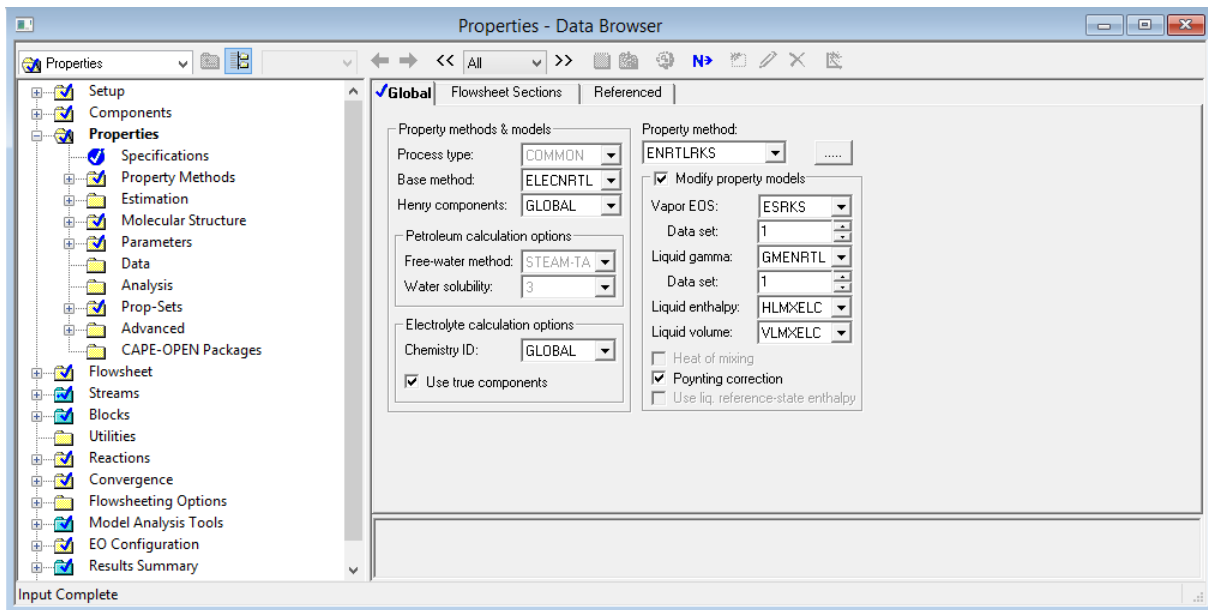 Properties - Data Browser
Properties
<< All >>
N>
Setup
Components
Properties
Specifications
Property Methods
Estimation
Molecular Structure
Parameters
Data
Analysis
Prop-Sets
Advanced
CAPE-OPEN Packages
Flowsheet
Streams
Blocks
Utilities
Reactions
Convergence
Flowsheeting Options
Model Analysis Tools
EO Configuration
Results Summary
Global Flowsheet Sections Referenced
Property methods & models
Process type: COMMON
Base method: ELECNRTL
Henry components: GLOBAL
Petroleum calculation options
Free-water method: STEAM-TA
Water solubility: 3
Electrolyte calculation options
Chemistry ID: GLOBAL
Use true components
Property method:
ENRTLRKS .....
Modify property models
Vapor EOS: ESRKS
Data set: 1
Liquid gamma: GMENRTL
Data set: 1
Liquid enthalpy: HLMXELC
Liquid volume: VLMXELC
Heat of mixing
Poynting correction
Use liq. reference-state enthalpy
Input Complete